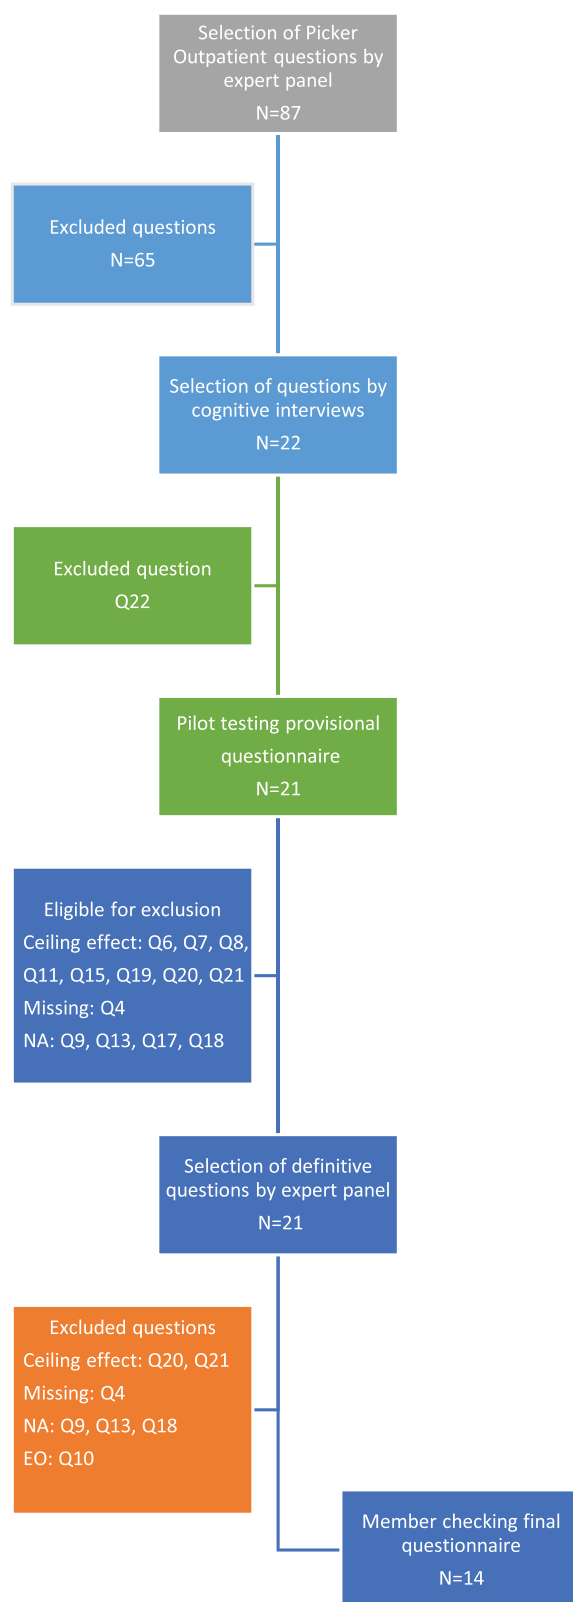 Selection of Picker
Outpatient questions by
expert panel
N=87
Excluded questions
N=65
Selection of questions by
cognitive interviews
N=22
Excluded question
Q22
Pilot testing provisional
questionnaire
N=21
Eligible for exclusion
Ceiling effect: Q6, Q7, Q8,
Q11, Q15, Q19, Q20, Q21
Missing: Q4
NA: Q9, Q13, Q17, Q18
Selection of definitive
questions by expert panel
N=21
Excluded questions
Ceiling effect: Q20, Q21
Missing: Q4
NA: Q9, Q13, Q18
EO: Q10
Member checking final
questionnaire
N=14